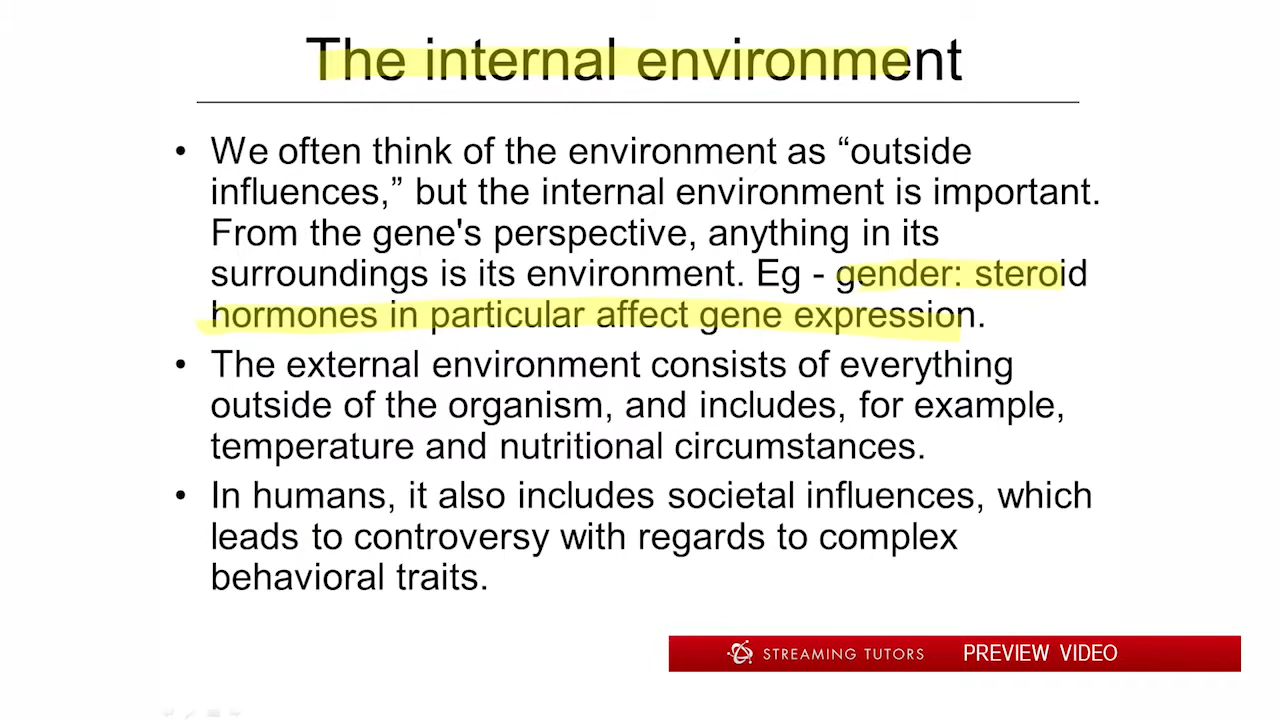 The internal environment
• We often think of the environment as “outside
influences,” but the internal environment is important.
From the gene's perspective, anything in its
surroundings is its environment. Eg - gender: steroid
hormones in particular affect gene expression.
• The external environment consists of everything
outside of the organism, and includes, for example,
temperature and nutritional circumstances.
• In humans, it also includes societal influences, which
leads to controversy with regards to complex
behavioral traits.
STREAMING TUTORS PREVIEW VIDEO